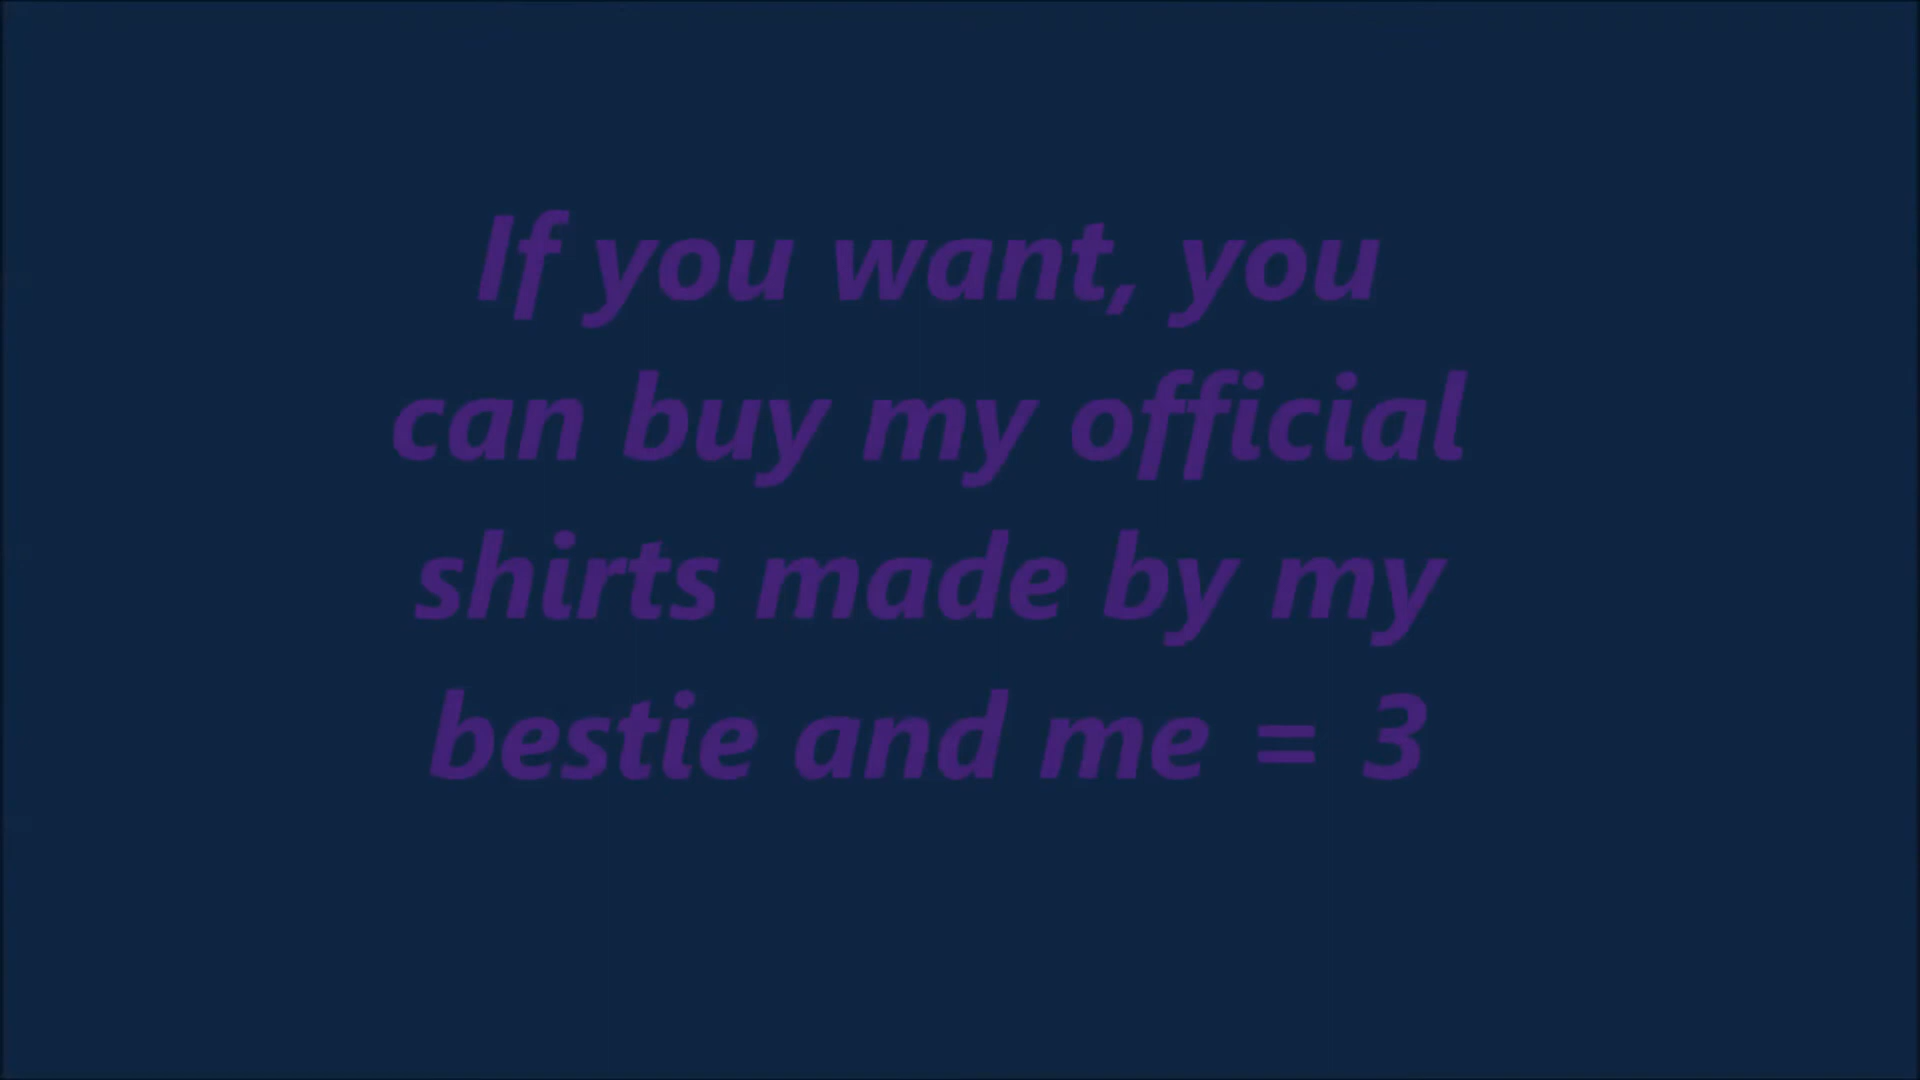 If you want, you
can buy my official
shirts made by my
bestie and me = 3